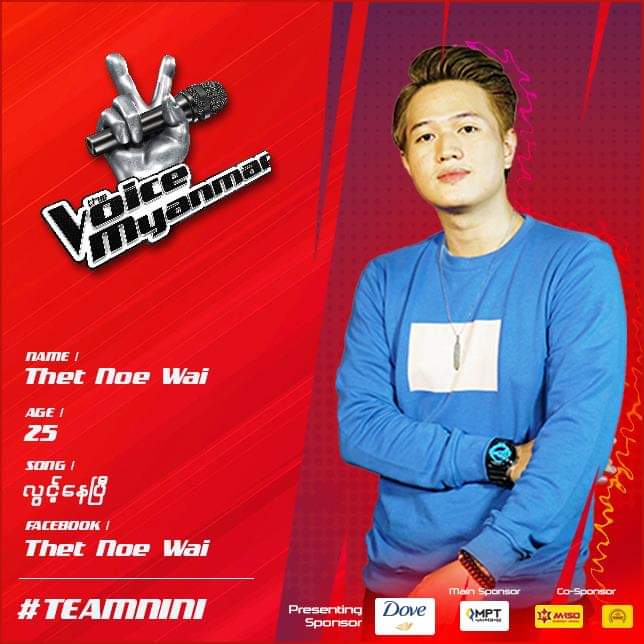 the
Voice
Myanmar
NAME /
Thet Noe Wai
AGE /
25
SONG /
လွင့်နေပြီ
FACEBOOK /
Thet Noe Wai
#TEAMNINI
Presenting
Sponsor
Dove
Main Sponsor
MPT
Co-Sponsor
M-150